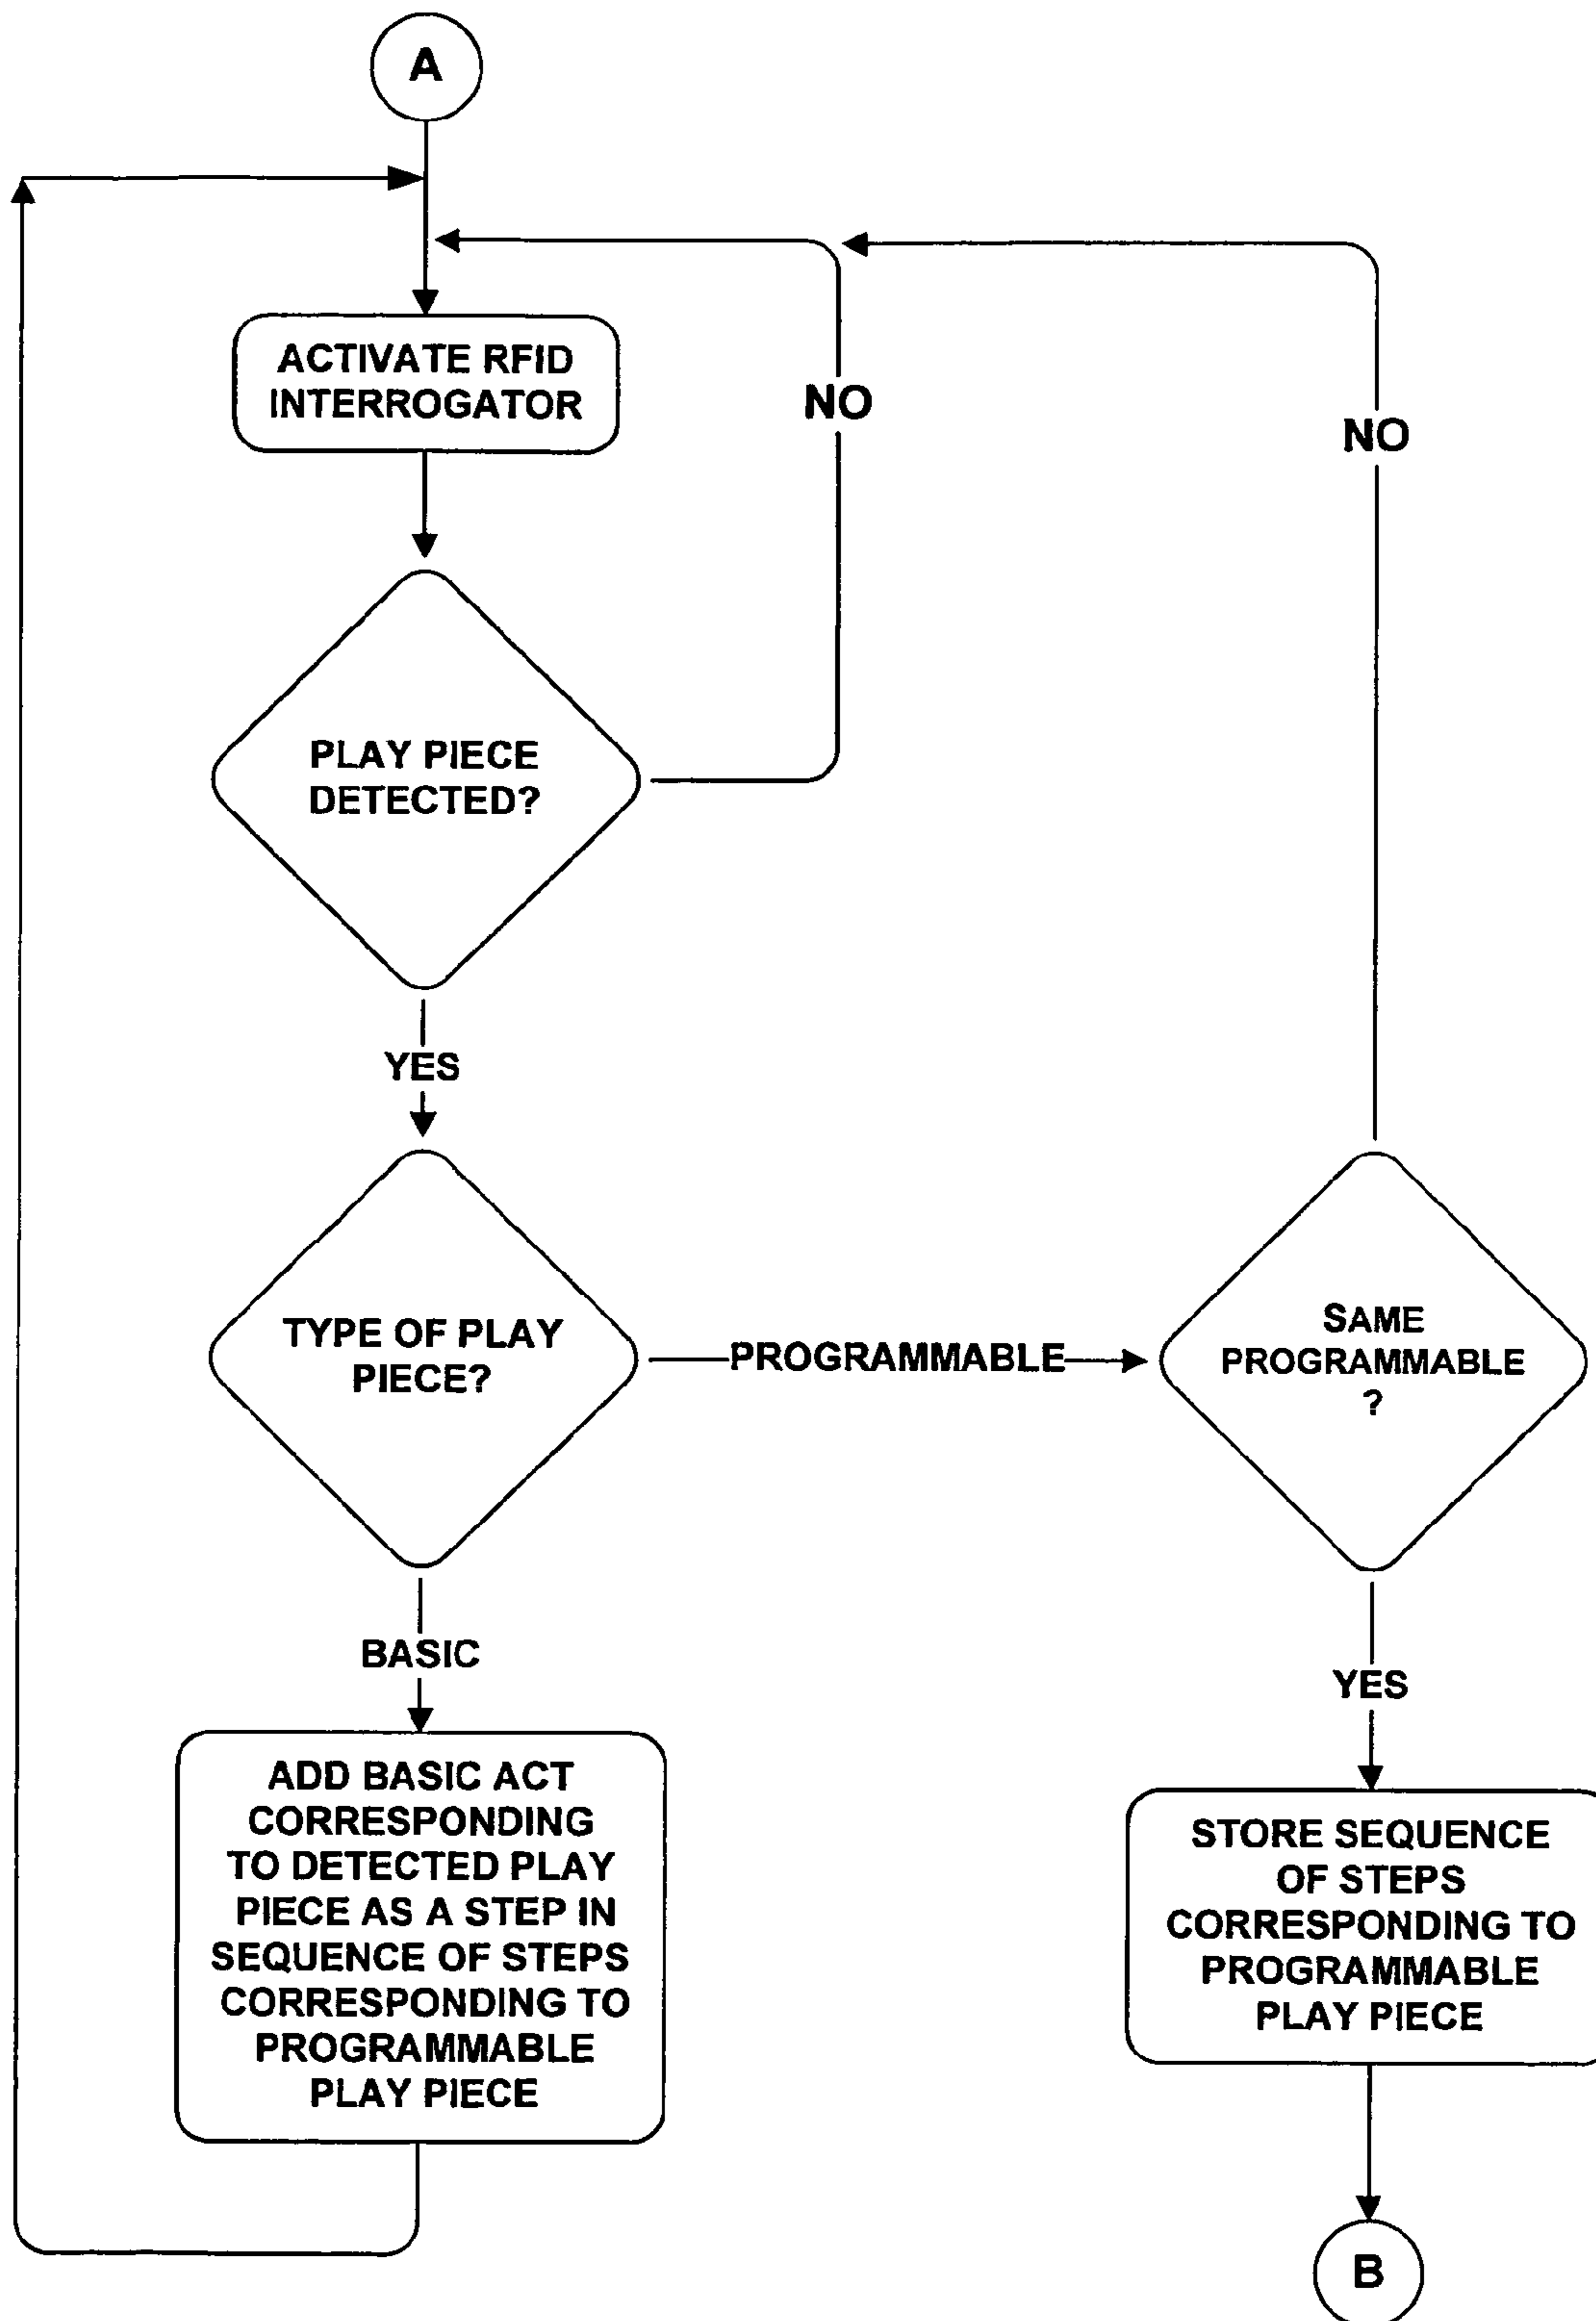 A
ACTIVATE RFID
INTERROGATOR
NO
NO
PLAY PIECE
DETECTED?
YES
TYPE OF PLAY
PIECE?
PROGRAMMABLE
SAME
PROGRAMMABLE
?
BASIC
YES
ADD BASIC ACT
CORRESPONDING
TO DETECTED PLAY
PIECE AS A STEP IN
SEQUENCE OF STEPS
CORRESPONDING TO
PROGRAMMABLE
PLAY PIECE
STORE SEQUENCE
OF STEPS
CORRESPONDING TO
PROGRAMMABLE
PLAY PIECE
B